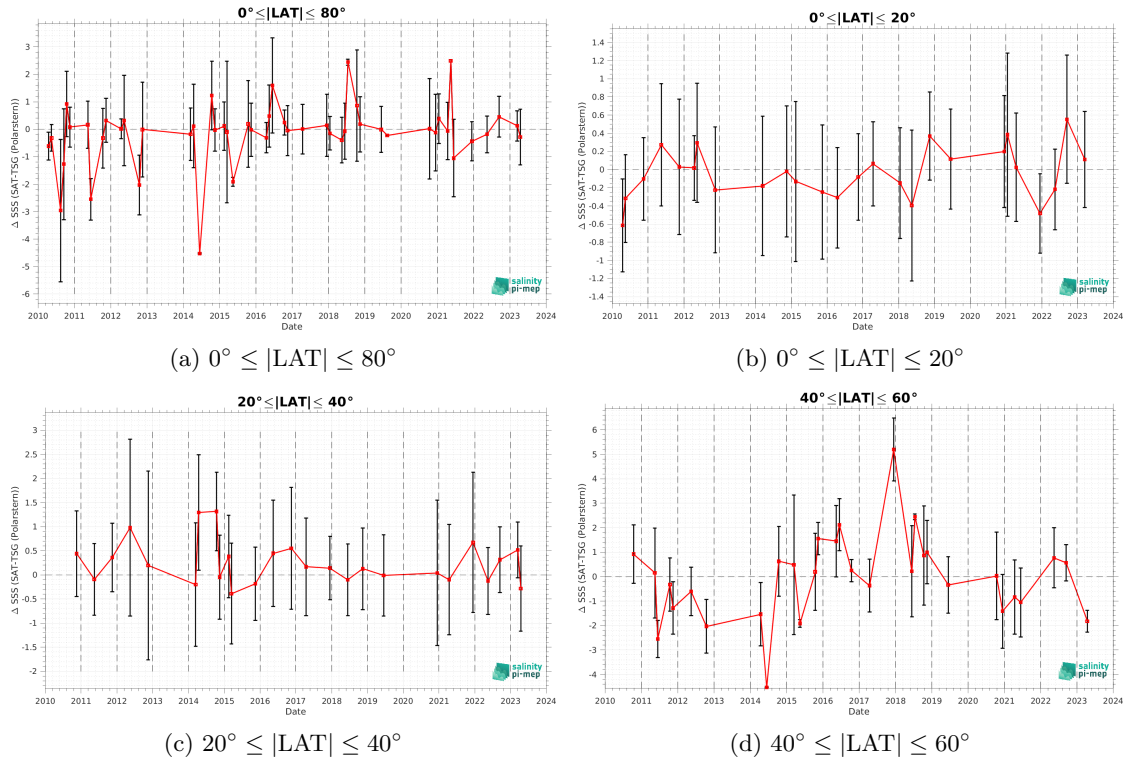 0°≤|LAT|≤ 80°
Δ SSS (SAT-TSG (Polarstern))
3
2
1
0
-1
-2
-3
-4
-5
-6
2010 2011 2012 2013 2014 2015 2016 2017 2018 2019 2020 2021 2022 2023 2024
Date
salinity
pi-mep
(a) 0° ≤ |LAT| ≤ 80°
0°≤|LAT|≤ 20°
Δ SSS (SAT-TSG (Polarstern))
1.4
1.2
1
0.8
0.6
0.4
0.2
0
-0.2
-0.4
-0.6
-0.8
-1
-1.2
-1.4
2010 2011 2012 2013 2014 2015 2016 2017 2018 2019 2020 2021 2022 2023 2024
Date
salinity
pi-mep
(b) 0° ≤ |LAT| ≤ 20°
20°≤|LAT|≤ 40°
Δ SSS (SAT-TSG (Polarstern))
3
2.5
2
1.5
1
0.5
0
-0.5
-1
-1.5
-2
2010 2011 2012 2013 2014 2015 2016 2017 2018 2019 2020 2021 2022 2023 2024
Date
salinity
pi-mep
(c) 20° ≤ |LAT| ≤ 40°
40°≤|LAT|≤ 60°
Δ SSS (SAT-TSG (Polarstern))
6
5
4
3
2
1
0
-1
-2
-3
-4
2010 2011 2012 2013 2014 2015 2016 2017 2018 2019 2020 2021 2022 2023 2024
Date
salinity
pi-mep
(d) 40° ≤ |LAT| ≤ 60°